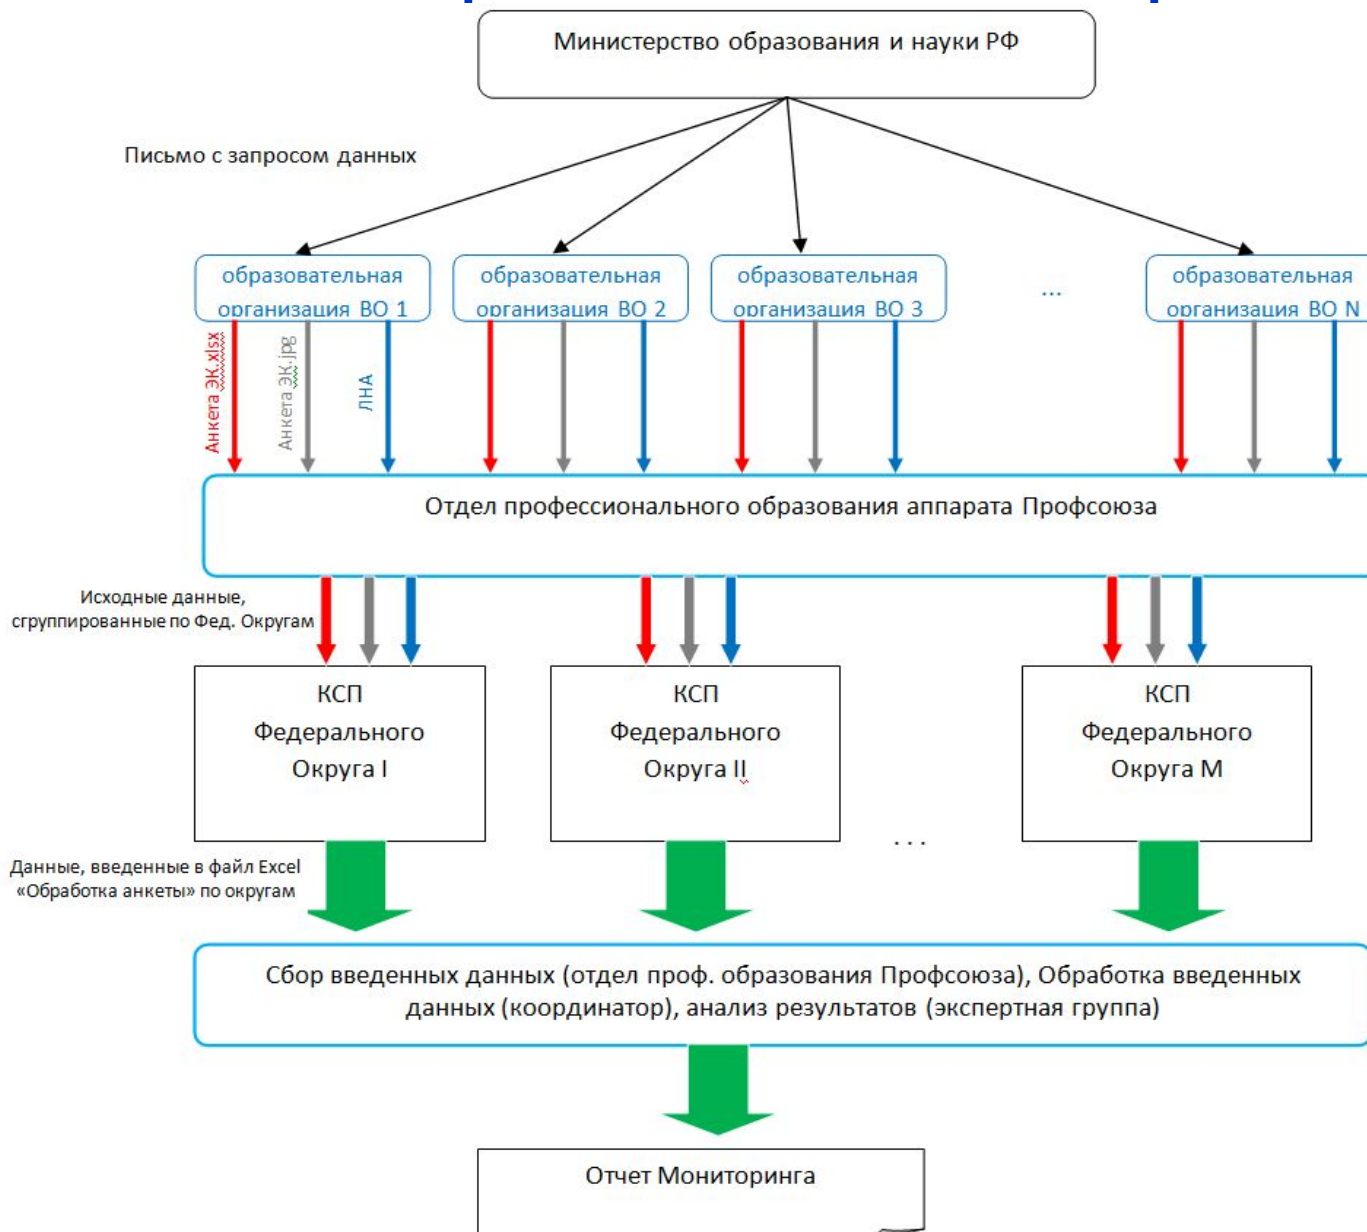 Министерство образования и науки РФ
Письмо с запросом данных
образовательная
организация ВО 1
образовательная
организация ВО 2
образовательная
организация ВО 3
...
образовательная
организация ВО N
Анкета ЭК.xlsx
Анкета ЭК.jpg
ЛНА
Отдел профессионального образования аппарата Профсоюза
Исходные данные,
сгруппированные по Фед. Округам
КСП
Федерального
Округа I
КСП
Федерального
Округа II
КСП
Федерального
Округа М
...
Данные, введенные в файл Excel
«Обработка анкеты» по округам
Сбор введенных данных (отдел проф. образования Профсоюза), Обработка введенных
данных (координатор), анализ результатов (экспертная группа)
Отчет Мониторинга